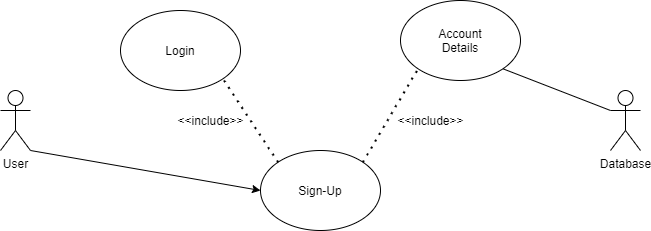 Login
Account
Details
<<include>>
<<include>>
User
Database
Sign-Up